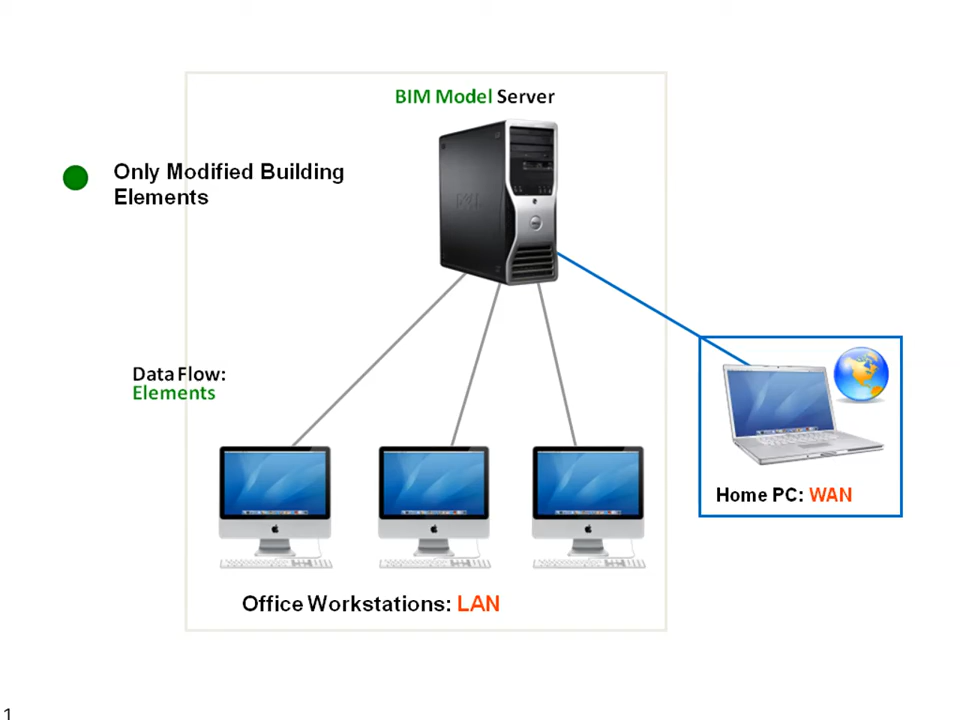 BIM Model Server
Only Modified Building
Elements
Data Flow:
Elements
Home PC: WAN
Office Workstations: LAN
1